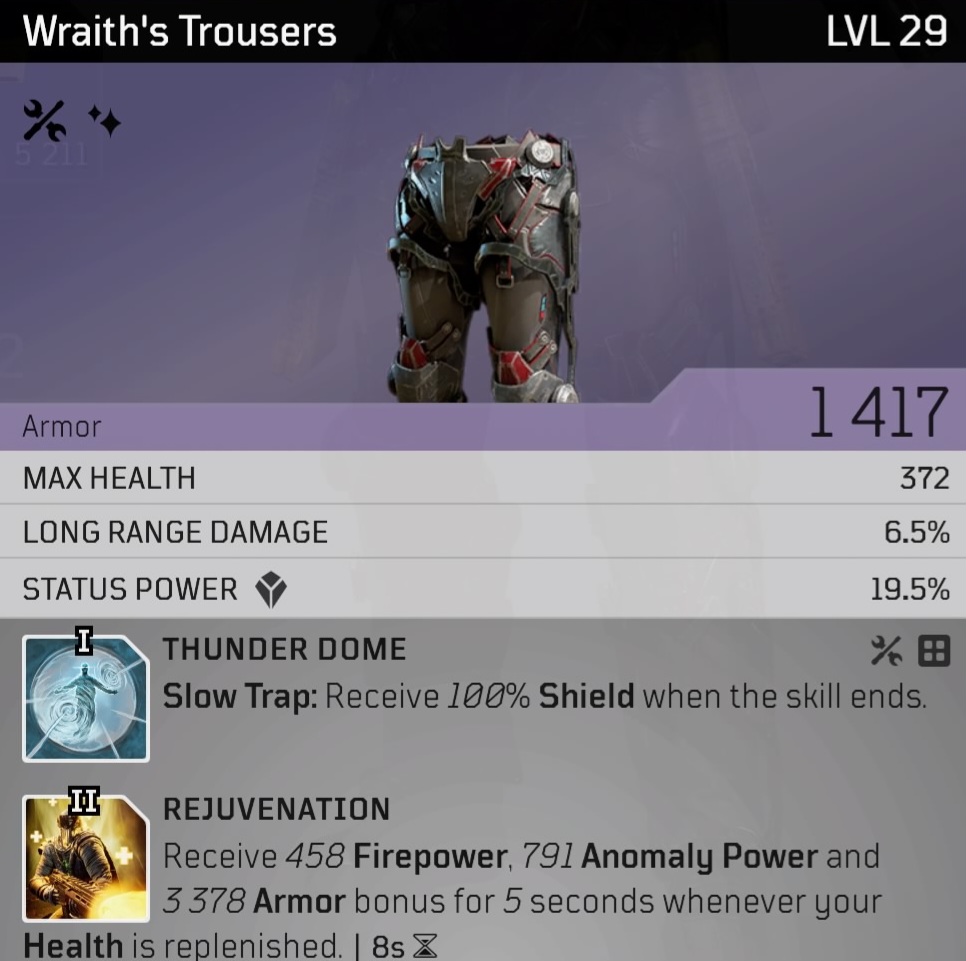 Wraith's Trousers LVL 29
5 211
Armor 1 417
MAX HEALTH 372
LONG RANGE DAMAGE 6.5%
STATUS POWER 19.5%
I THUNDER DOME
Slow Trap: Receive 100% Shield when the skill ends.
II REJUVENATION
Receive 458 Firepower, 791 Anomaly Power and
3 378 Armor bonus for 5 seconds whenever your
Health is replenished. | 8s